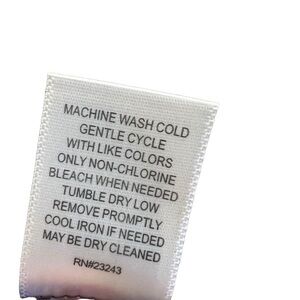 MACHINE WASH COLD
GENTLE CYCLE
WITH LIKE COLORS
ONLY NON-CHLORINE
BLEACH WHEN NEEDED
TUMBLE DRY LOW
REMOVE PROMPTLY
COOL IRON IF NEEDED
MAY BE DRY CLEANED
RN#23243